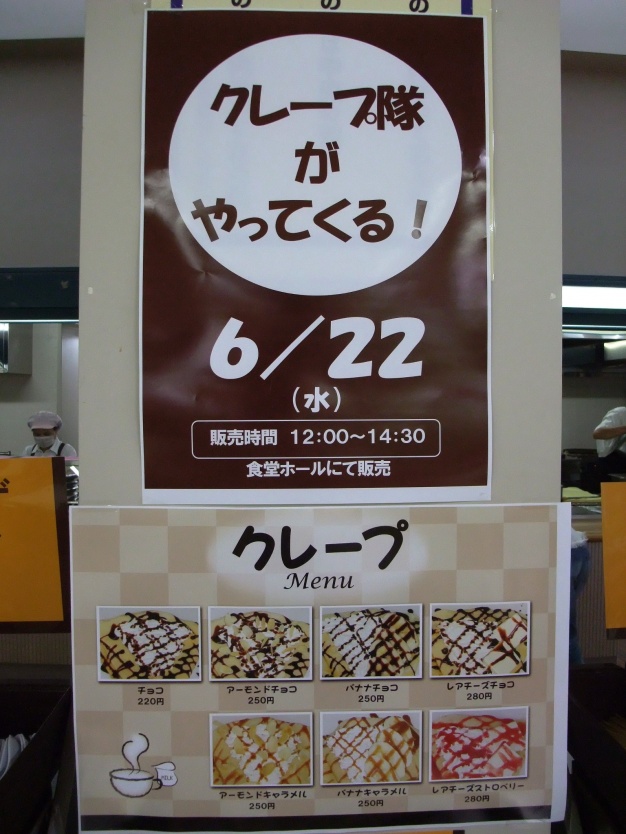 の の の
クレープ隊
が
やってくる！
6／22
（水）
販売時間 12:00～14:30
食堂ホールにて販売
クレープ
Menu
チョコ
220円
アーモンドチョコ
250円
バナナチョコ
250円
レアチーズチョコ
280円
アーモンドキャラメル
250円
バナナキャラメル
250円
レアチーズストロベリー
280円
MILK